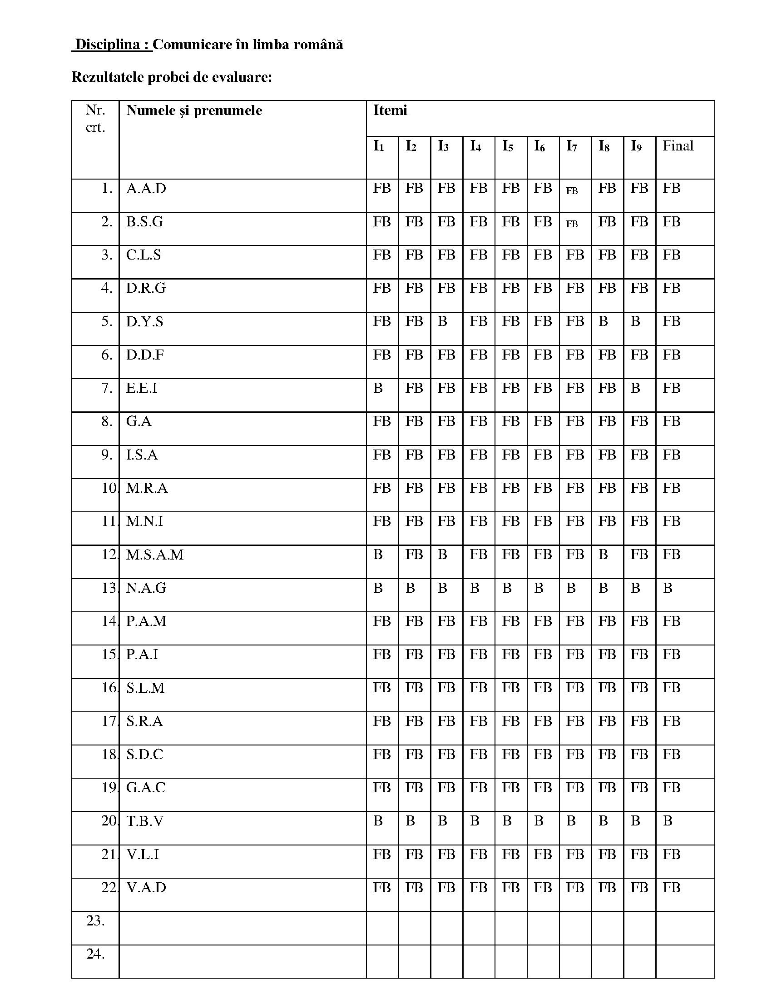 Disciplina : Comunicare în limba română
Rezultatele probei de evaluare:
Nr. crt. Numele şi prenumele Itemi
I1 I2 I3 I4 I5 I6 I7 I8 I9 Final
1. A.A.D FB FB FB FB FB FB FB FB FB FB
2. B.S.G FB FB FB FB FB FB FB FB FB FB
3. C.L.S FB FB FB FB FB FB FB FB FB FB
4. D.R.G FB FB FB FB FB FB FB FB FB FB
5. D.Y.S FB FB B FB FB FB FB B B FB
6. D.D.F FB FB FB FB FB FB FB FB FB FB
7. E.E.I B FB FB FB FB FB FB FB B FB
8. G.A FB FB FB FB FB FB FB FB FB FB
9. I.S.A FB FB FB FB FB FB FB FB FB FB
10. M.R.A FB FB FB FB FB FB FB FB FB FB
11. M.N.I FB FB FB FB FB FB FB FB FB FB
12. M.S.A.M B FB B FB FB FB FB B FB FB
13. N.A.G B B B B B B B B B B
14. P.A.M FB FB FB FB FB FB FB FB FB FB
15. P.A.I FB FB FB FB FB FB FB FB FB FB
16. S.L.M FB FB FB FB FB FB FB FB FB FB
17. S.R.A FB FB FB FB FB FB FB FB FB FB
18. S.D.C FB FB FB FB FB FB FB FB FB FB
19. G.A.C FB FB FB FB FB FB FB FB FB FB
20. T.B.V B B B B B B B B B B
21. V.L.I FB FB FB FB FB FB FB FB FB FB
22. V.A.D FB FB FB FB FB FB FB FB FB FB
23.
24.